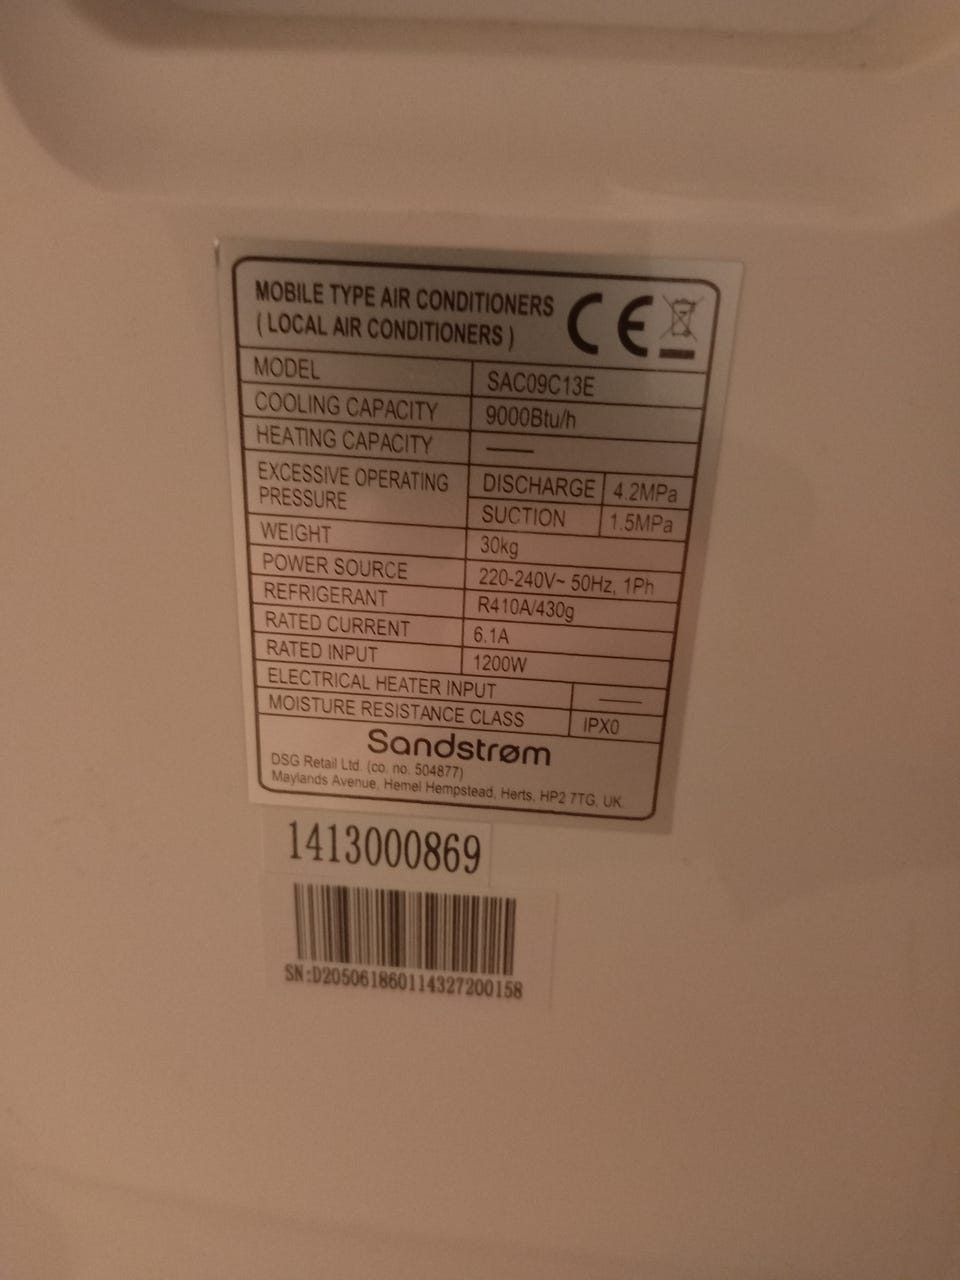 MOBILE TYPE AIR CONDITIONERS
( LOCAL AIR CONDITIONERS )
CE
MODEL SAC09C13E
COOLING CAPACITY 9000Btu/h
HEATING CAPACITY ——
EXCESSIVE OPERATING PRESSURE DISCHARGE 4.2MPa
SUCTION 1.5MPa
WEIGHT 30kg
POWER SOURCE 220-240V~ 50Hz, 1Ph
REFRIGERANT R410A/430g
RATED CURRENT 6.1A
RATED INPUT 1200W
ELECTRICAL HEATER INPUT ——
MOISTURE RESISTANCE CLASS IPX0
Sandstrøm
DSG Retail Ltd. (co. no. 504877)
Maylands Avenue, Hemel Hempstead, Herts, HP2 7TG, UK
1413000869
SN:D205061860114327200158